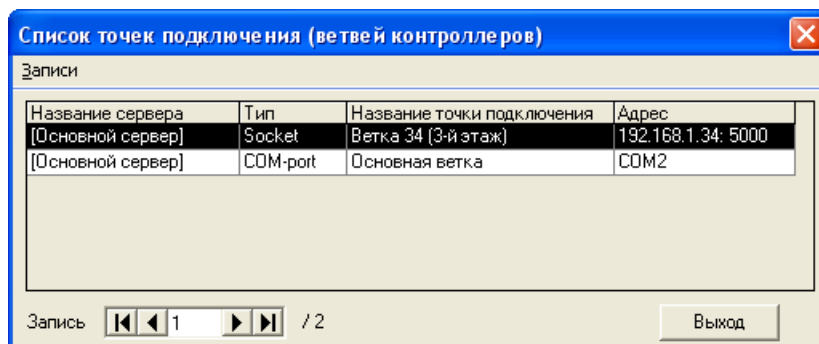 Список точек подключения (ветвей контроллеров)
Записи
Название сервера Тип Название точки подключения Адрес
[Основной сервер] Socket Ветка 34 (3-й этаж) 192.168.1.34: 5000
[Основной сервер] COM-port Основная ветка COM2
Запись 1 / 2 Выход